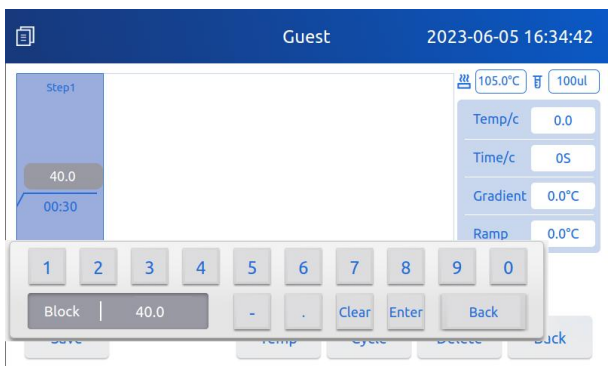 Guest 2023-06-05 16:34:42
Step1
105.0°C 100ul
Temp/c 0.0
Time/c 0S
40.0
00:30
Gradient 0.0°C
Ramp 0.0°C
1 2 3 4 5 6 7 8 9 0
Block 40.0 - . Clear Enter Back